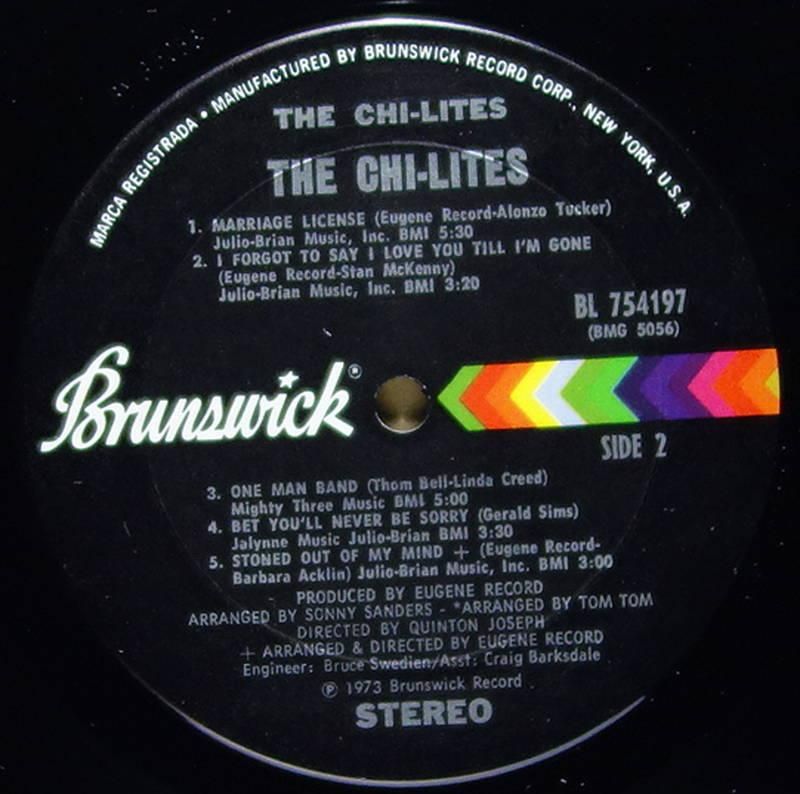 MARCA REGISTRADA • MANUFACTURED BY BRUNSWICK RECORD CORP., NEW YORK, U.S.A.
THE CHI-LITES
THE CHI-LITES
1. MARRIAGE LICENSE (Eugene Record-Alonzo Tucker)
Julio-Brian Music, Inc. BMI 5:30
2. I FORGOT TO SAY I LOVE YOU TILL I'M GONE
(Eugene Record-Stan McKenny)
Julio-Brian Music, Inc. BMI 3:20
BL 754197
(BMG 5056)
Brunswick®
SIDE 2
3. ONE MAN BAND (Thom Bell-Linda Creed)
Mighty Three Music BMI 5:00
4. BET YOU'LL NEVER BE SORRY (Gerald Sims)
Jalynne Music Julio-Brian BMI 3:30
5. STONED OUT OF MY MIND + (Eugene Record-
Barbara Acklin) Julio-Brian Music, Inc. BMI 3:00
PRODUCED BY EUGENE RECORD
ARRANGED BY SONNY SANDERS - *ARRANGED BY TOM TOM
DIRECTED BY QUINTON JOSEPH
+ ARRANGED & DIRECTED BY EUGENE RECORD
Engineer: Bruce Swedien/Asst: Craig Barksdale
℗ 1973 Brunswick Record
STEREO